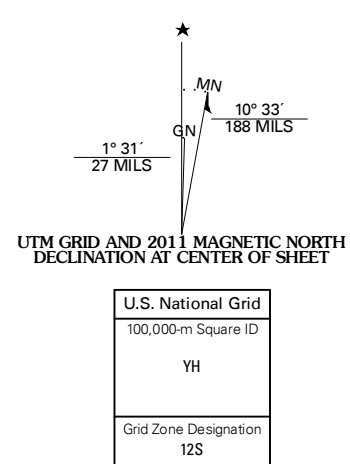 MN
10° 33´
188 MILS
GN
1° 31´
27 MILS
UTM GRID AND 2011 MAGNETIC NORTH
DECLINATION AT CENTER OF SHEET
U.S. National Grid
100,000-m Square ID
YH
Grid Zone Designation
12S